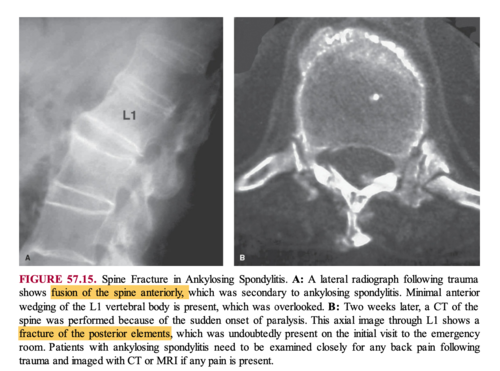 L1
A
B
FIGURE 57.15. Spine Fracture in Ankylosing Spondylitis. A: A lateral radiograph following trauma
shows fusion of the spine anteriorly, which was secondary to ankylosing spondylitis. Minimal anterior
wedging of the L1 vertebral body is present, which was overlooked. B: Two weeks later, a CT of the
spine was performed because of the sudden onset of paralysis. This axial image through L1 shows a
fracture of the posterior elements, which was undoubtedly present on the initial visit to the emergency
room. Patients with ankylosing spondylitis need to be examined closely for any back pain following
trauma and imaged with CT or MRI if any pain is present.